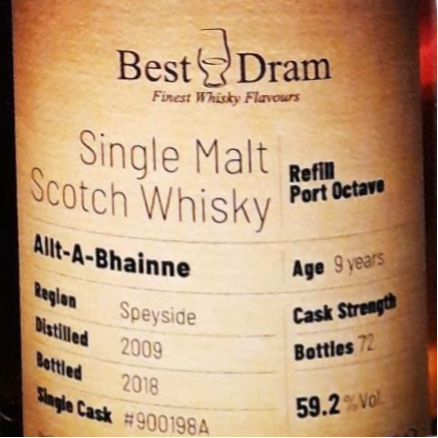 Best Dram
Finest Whisky Flavours
Single Malt
Scotch Whisky
Refill
Port Octave
Allt-A-Bhainne
Age 9 years
Region Speyside
Cask Strength
Distilled 2009
Bottles 72
Bottled 2018
Single Cask #900198A
59.2 %Vol.